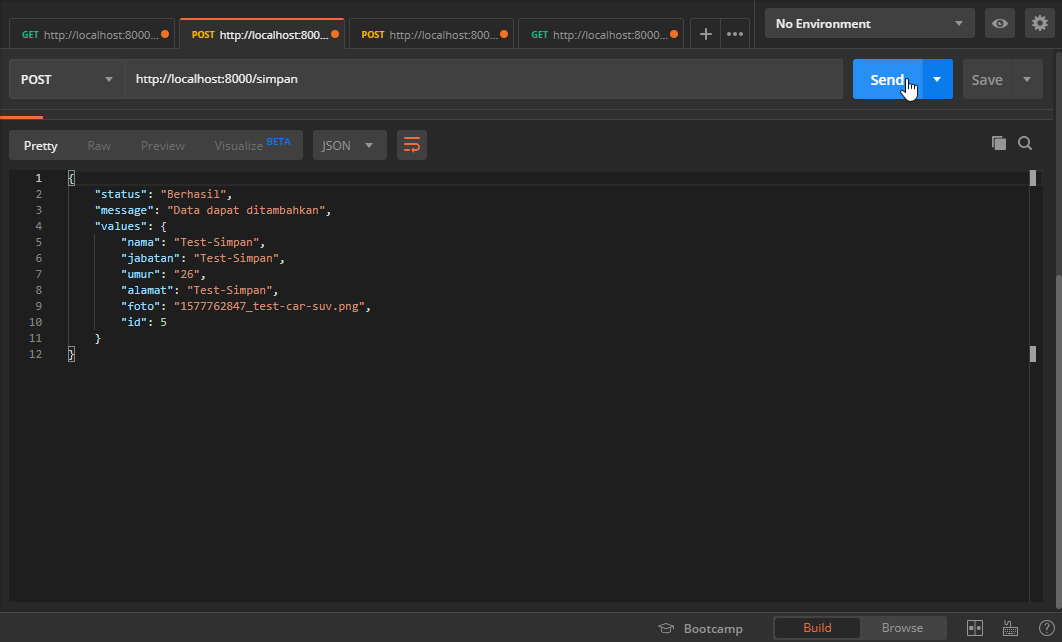 GET http://localhost:8000...
POST http://localhost:800...
POST http://localhost:800...
GET http://localhost:8000...
No Environment
POST http://localhost:8000/simpan Send Save
Pretty Raw Preview Visualize BETA JSON
1 {
2 "status": "Berhasil",
3 "message": "Data dapat ditambahkan",
4 "values": {
5 "nama": "Test-Simpan",
6 "jabatan": "Test-Simpan",
7 "umur": "26",
8 "alamat": "Test-Simpan",
9 "foto": "1577762847_test-car-suv.png",
10 "id": 5
11 }
12 }
Bootcamp Build Browse